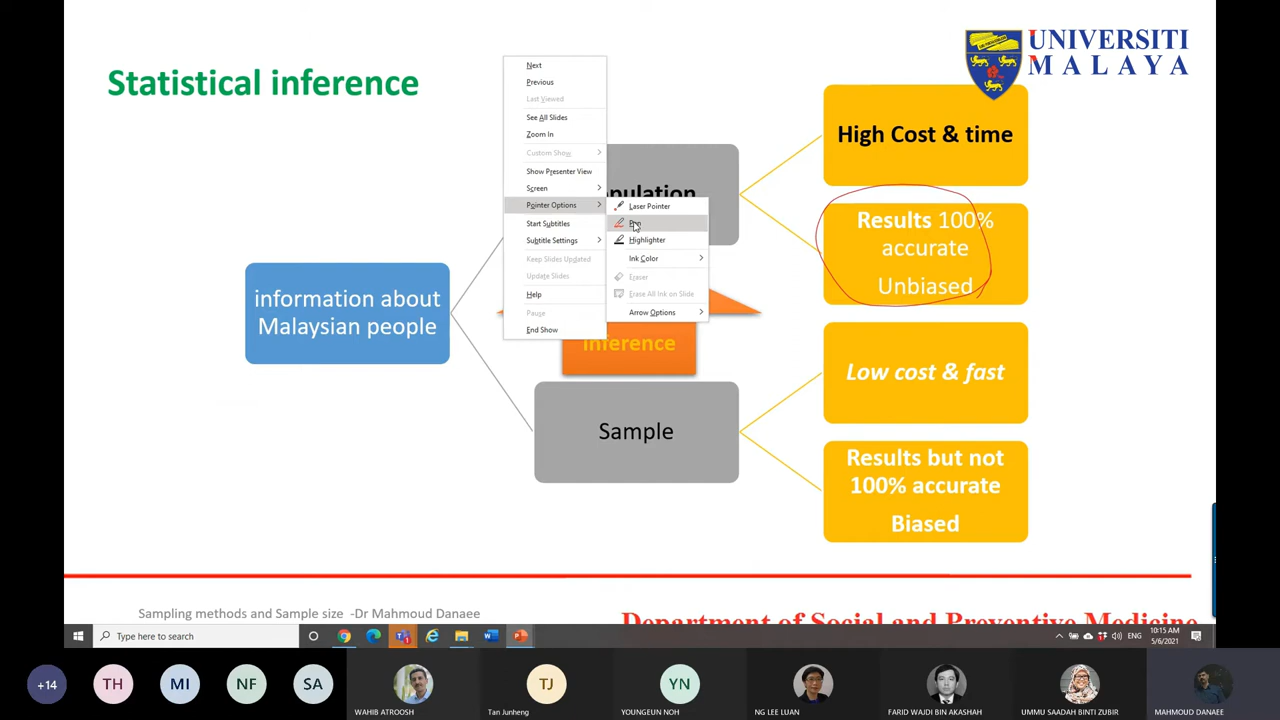 Statistical inference
UNIVERSITI
MALAYA
Next
Previous
Last Viewed
See All Slides
Zoom In
Custom Show
Show Presenter View
Screen
Pointer Options
Start Subtitles
Subtitle Settings
Keep Slides Updated
Update Slides
Help
Pause
End Show
Laser Pointer
Pen
Highlighter
Ink Color
Eraser
Erase All Ink on Slide
Arrow Options
information about
Malaysian people
inference
Sample
High Cost & time
Results 100%
accurate
Unbiased
Low cost & fast
Results but not
100% accurate
Biased
Sampling methods and Sample size -Dr Mahmoud Danaee
Department of Social and Preventive Medicine
Type here to search
ENG
10:15 AM
5/6/2021
+14
TH
MI
NF
SA
WAHIB ATROOSH
TJ
Tan Junheng
YN
YOUNGEUN NOH
NG LEE LUAN
FARID WAJDI BIN AKASHAH
UMMU SAADAH BINTI ZUBIR
MAHMOUD DANAEE